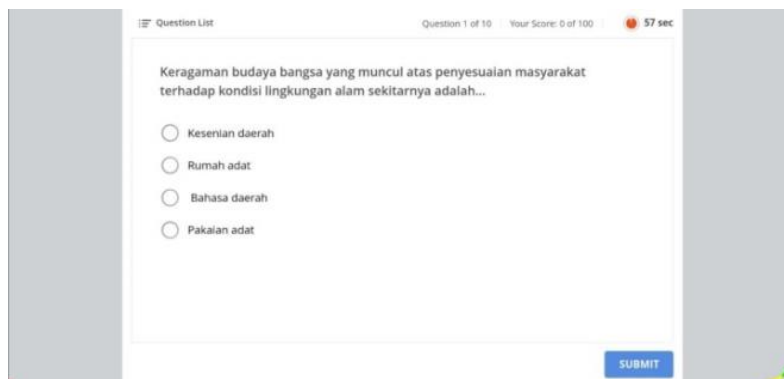 Question List
Question 1 of 10
Your Score: 0 of 100
57 sec
Keragaman budaya bangsa yang muncul atas penyesuaian masyarakat
terhadap kondisi lingkungan alam sekitarnya adalah...
Kesenian daerah
Rumah adat
Bahasa daerah
Pakaian adat
SUBMIT